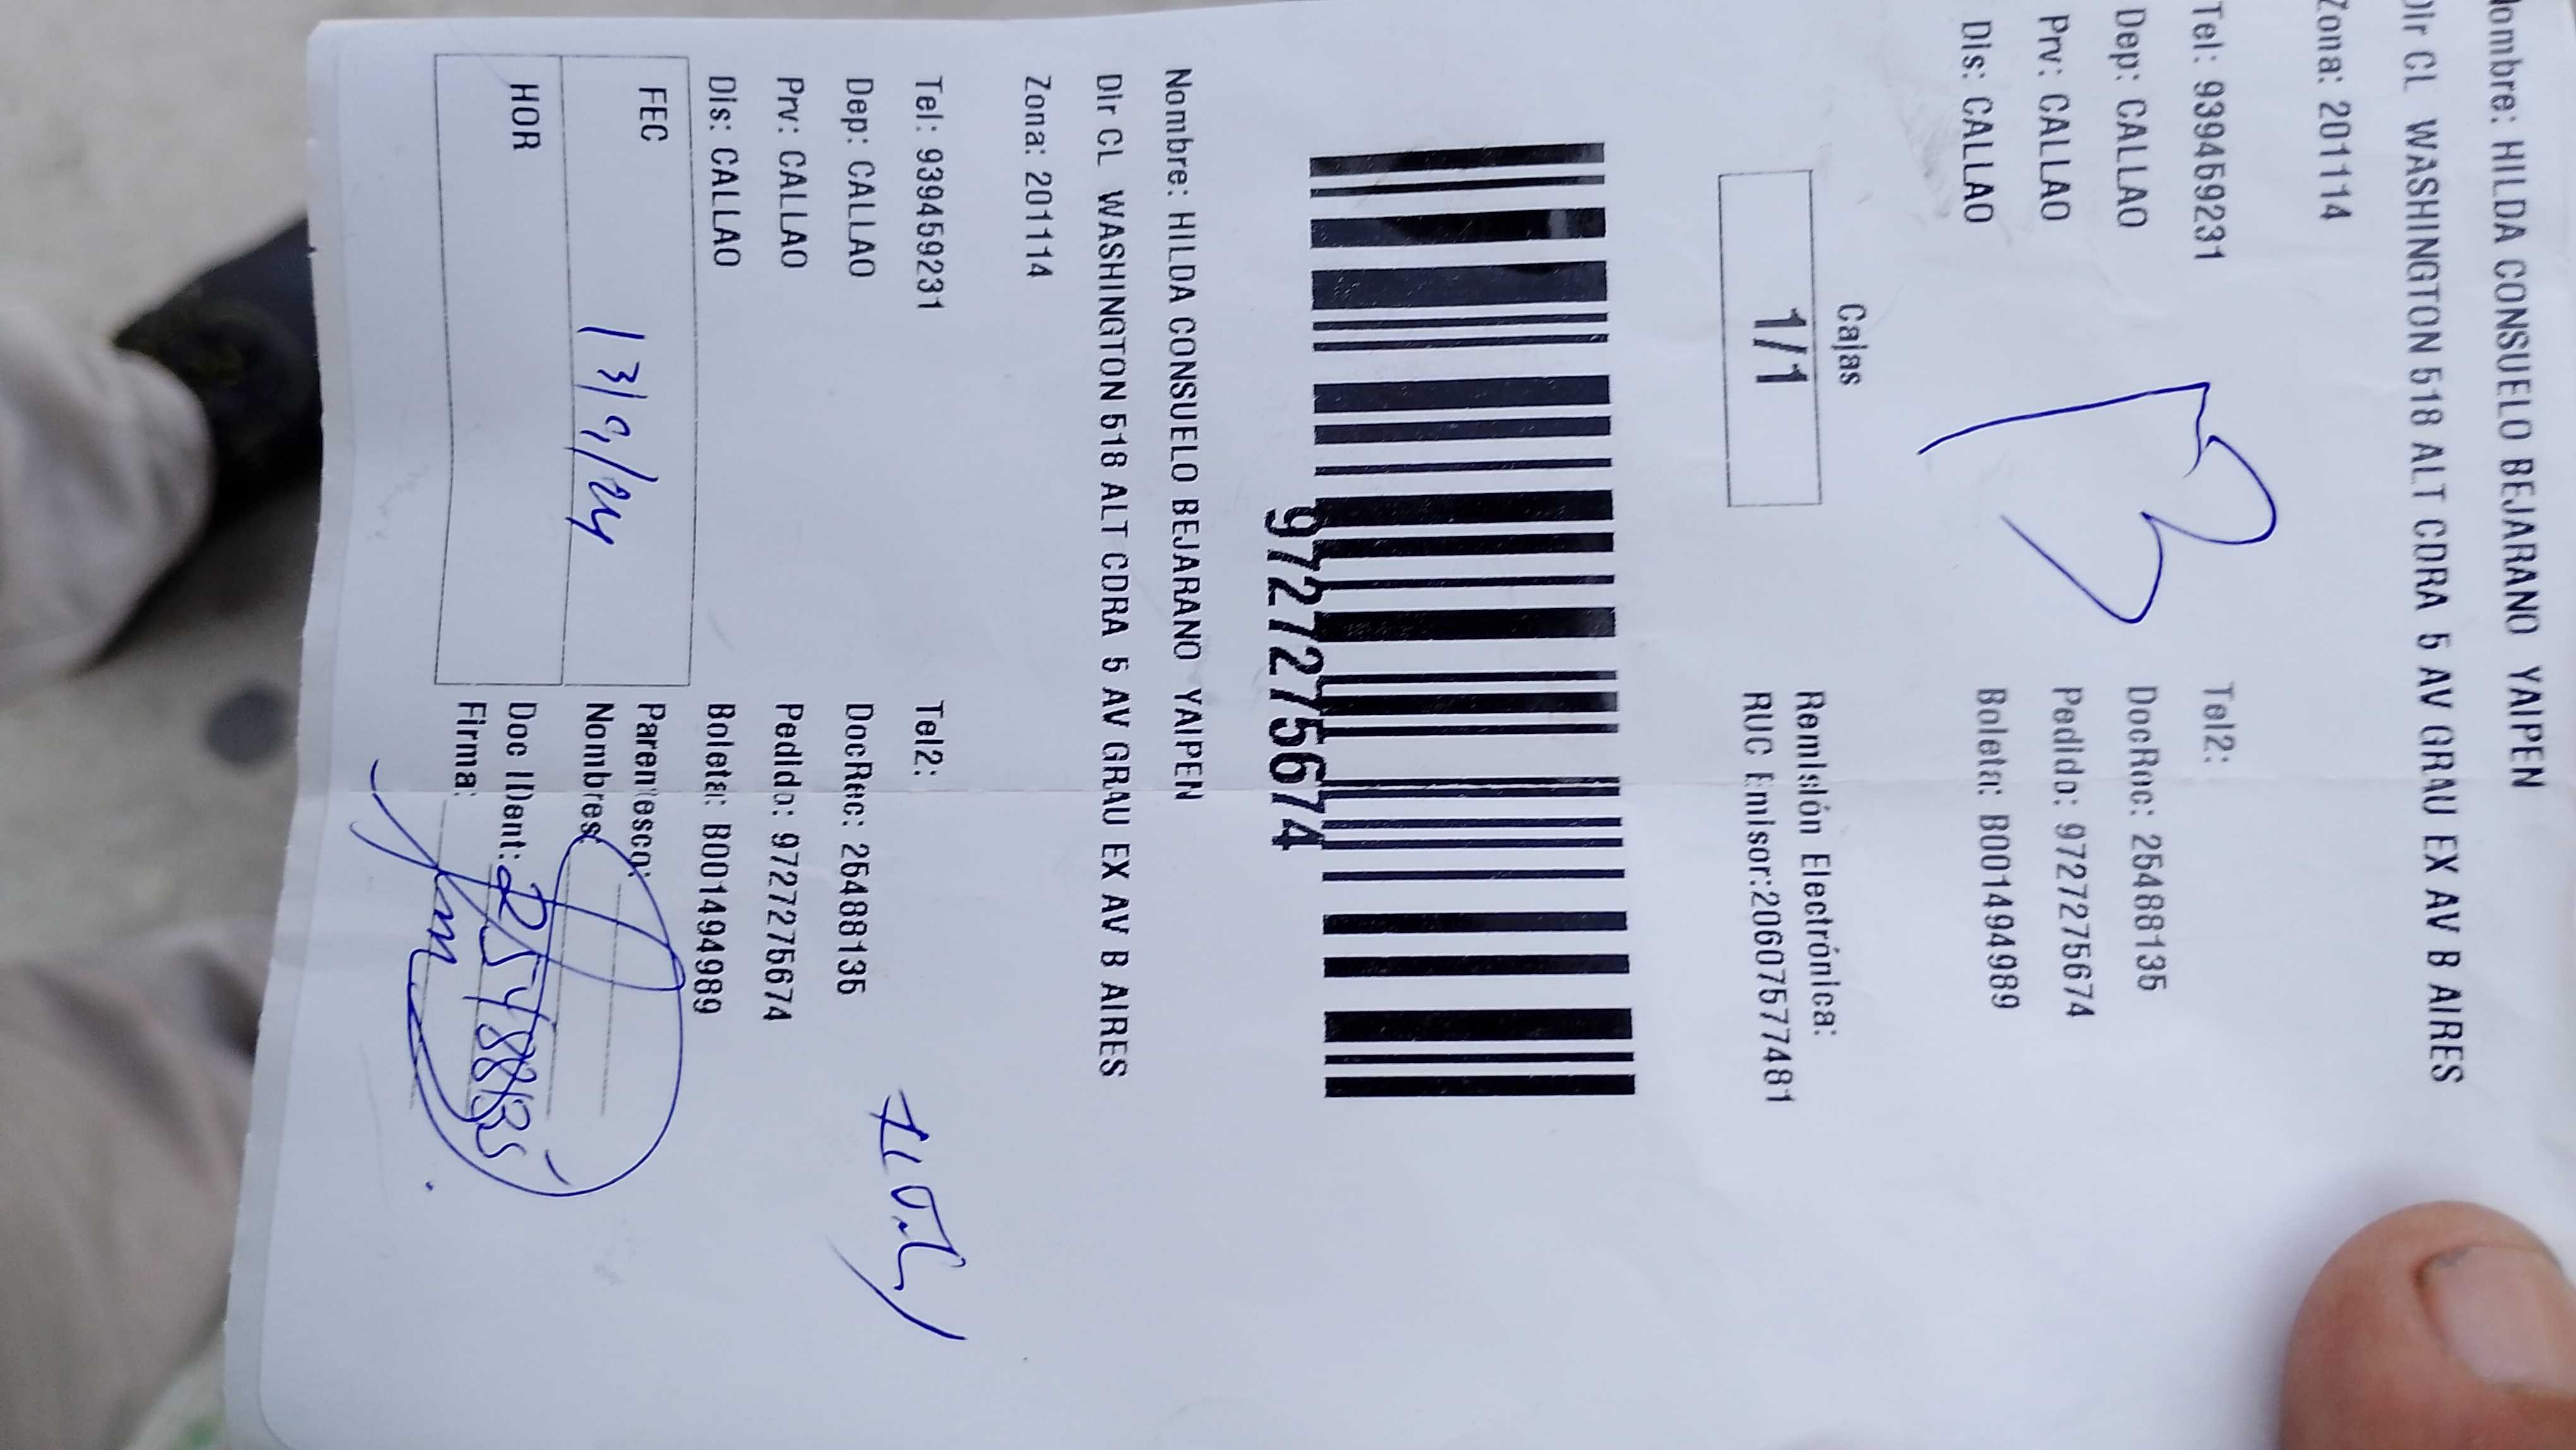 Nombre: HILDA CONSUELO BEJARANO YAIPEN
Dir CL WASHINGTON 518 ALT CDRA 5 AV GRAU EX AV B AIRES
Zona: 201114
Tel: 939459231 Tel2:
Dep: CALLAO DocRec: 25488135
Prv: CALLAO Pedido: 9727275674
Dis: CALLAO Boleta: B001494989
Cajas
1/1
Remisión Electrónica:
RUC Emisor:20607577481
9727275674
Nombre: HILDA CONSUELO BEJARANO YAIPEN
Dir CL WASHINGTON 518 ALT CDRA 5 AV GRAU EX AV B AIRES
Zona: 201114
Tel: 939459231 Tel2:
Dep: CALLAO DocRec: 25488135
Prv: CALLAO Pedido: 9727275674
Dis: CALLAO Boleta: B001494989
FEC 13/9/24 Parentesco:
Nombres
HOR Doc IDent: 25488135
Firma: